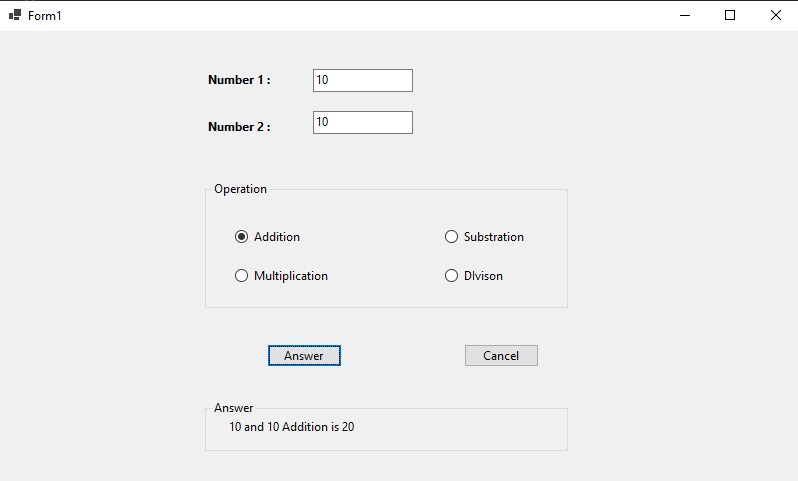 Form1
Number 1 : 10
Number 2 : 10
Operation
Addition Substration
Multiplication DIvison
Answer Cancel
Answer
10 and 10 Addition is 20